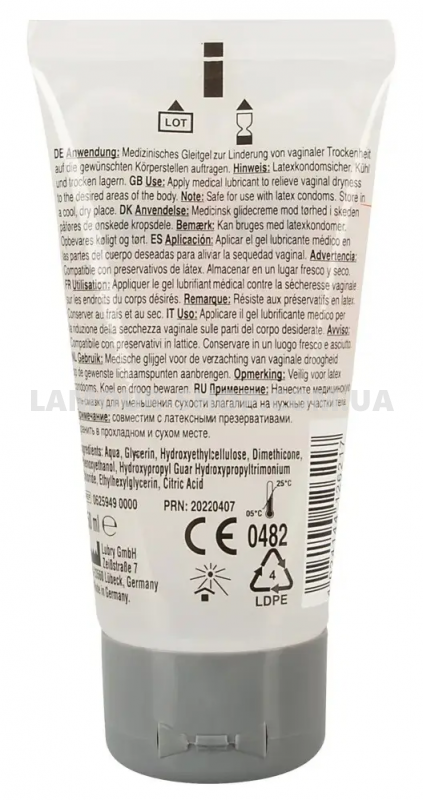 LOT
DE Anwendung: Medizinisches Gleitgel zur Linderung von vaginaler Trockenheit
auf die gewünschten Körperstellen auftragen. Hinweis: Latexkondomsicher. Kühl
und trocken lagern. GB Use: Apply medical lubricant to relieve vaginal dryness
to the desired areas of the body. Note: Safe for use with latex condoms. Store in
a cool, dry place. DK Anvendelse: Medicinsk glidecreme mod tørhed i skeden
påføres de ønskede kropsdele. Bemærk: Kan bruges med latexkondomer.
Opbevares køligt og tørt. ES Aplicación: Aplicar el gel lubricante médico en
las partes del cuerpo deseadas para aliviar la sequedad vaginal. Advertencia:
Compatible con preservativos de látex. Almacenar en un lugar fresco y seco.
FR Utilisation: Appliquer le gel lubrifiant médical contre la sécheresse vaginale
sur les endroits du corps désirés. Remarque: Résiste aux préservatifs en latex.
Conserver au frais et au sec. IT Uso: Applicare il gel lubrificante medico per
la riduzione della secchezza vaginale sulle parti del corpo desiderate. Avviso:
Compatibile con preservativi in lattice. Conservare in un luogo fresco e asciutto.
NL Gebruik: Medische glijgel voor de verzachting van vaginale droogheid
de gewenste lichaamspunten aanbrengen. Opmerking: Veilig voor latex
condooms. Koel en droog bewaren. RU Применение: Нанесите медицинскую
смазку для уменьшения сухости влагалища на нужные участки тела
Примечание: совместим с латексными презервативами.
хранить в прохладном и сухом месте.
Ingredients: Aqua, Glycerin, Hydroxyethylcellulose, Dimethicone,
Phenoxyethanol, Hydroxypropyl Guar Hydroxypropyltrimonium
Chloride, Ethylhexylglycerin, Citric Acid
0625949 0000
PRN: 20220407
25°C
05°C
50 ml ℮
CE 0482
Lubry GmbH
Zeißstraße 7
23560 Lübeck, Germany
Made in Germany.
4
LDPE